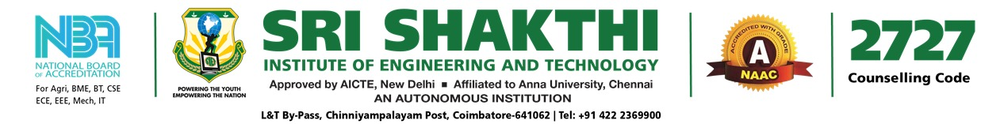 NBA
NATIONAL BOARD
OF ACCREDITATION
For Agri, BME, BT, CSE
ECE, EEE, Mech, IT
POWERING THE YOUTH
EMPOWERING THE NATION
SRI SHAKTHI
INSTITUTE OF ENGINEERING AND TECHNOLOGY
Approved by AICTE, New Delhi ■ Affiliated to Anna University, Chennai
AN AUTONOMOUS INSTITUTION
L&T By-Pass, Chinniyampalayam Post, Coimbatore-641062 | Tel: +91 422 2369900
ACCREDITED WITH GRADE
A
NAAC
2727
Counselling Code